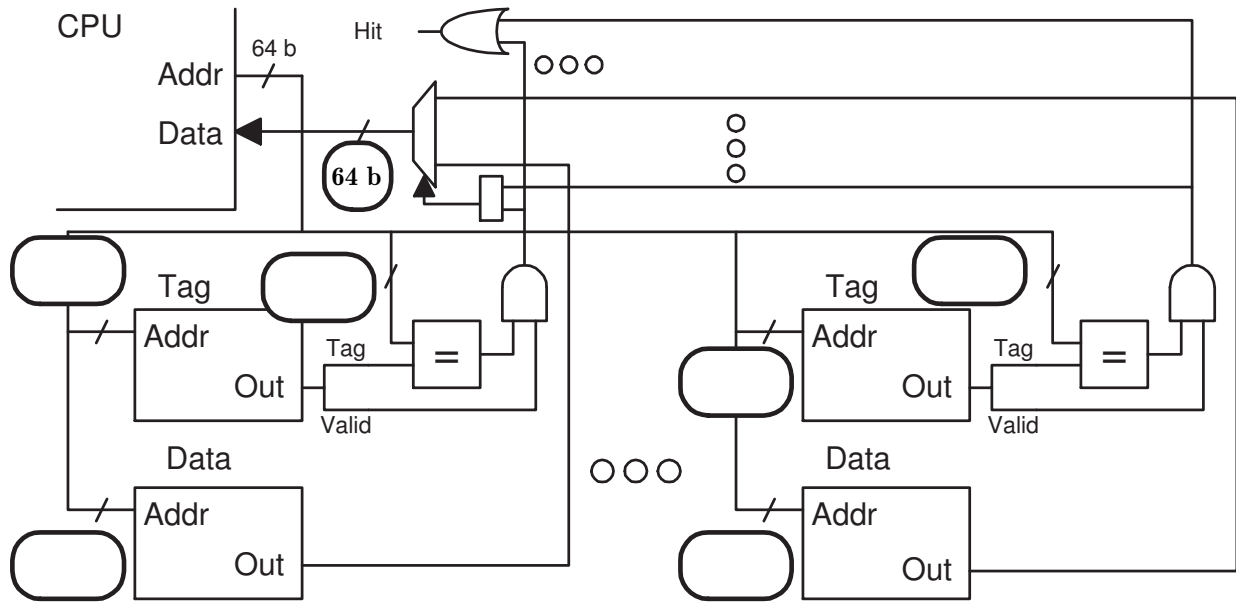 CPU
Hit
64 b
Addr
Data
64 b
Tag
Tag
Addr
Addr
Tag
=
Tag
=
Out
Out
Valid
Valid
Data
Data
Addr
Addr
Out
Out